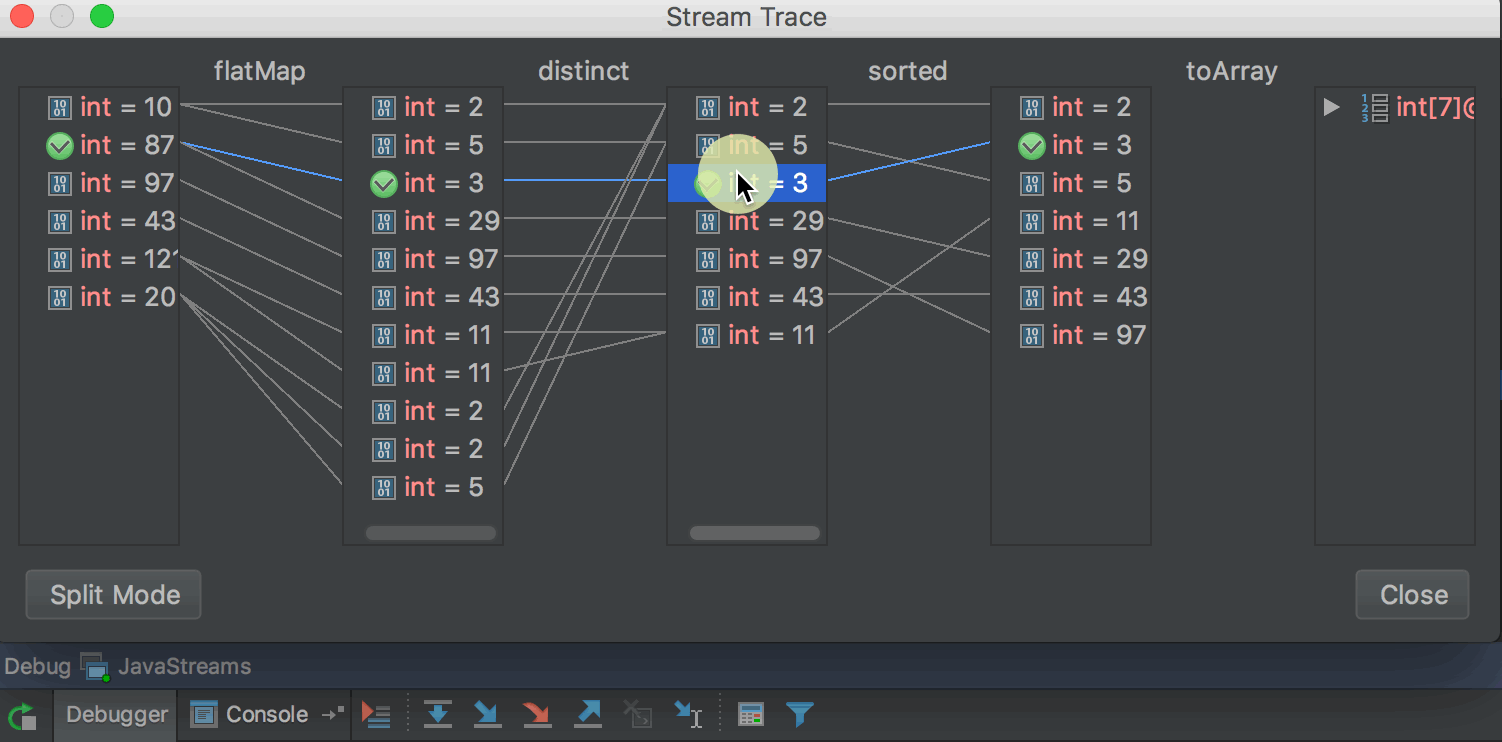 Stream Trace
flatMap distinct sorted toArray
int = 10 int = 2 int = 2 int = 2 int[7]@
int = 87 int = 5 int = 5 int = 3
int = 97 int = 3 int = 3 int = 5
int = 43 int = 29 int = 29 int = 11
int = 12 int = 97 int = 97 int = 29
int = 20 int = 43 int = 43 int = 43
int = 11 int = 11 int = 97
int = 11
int = 2
int = 2
int = 5
Split Mode Close
Debug JavaStreams
Debugger Console